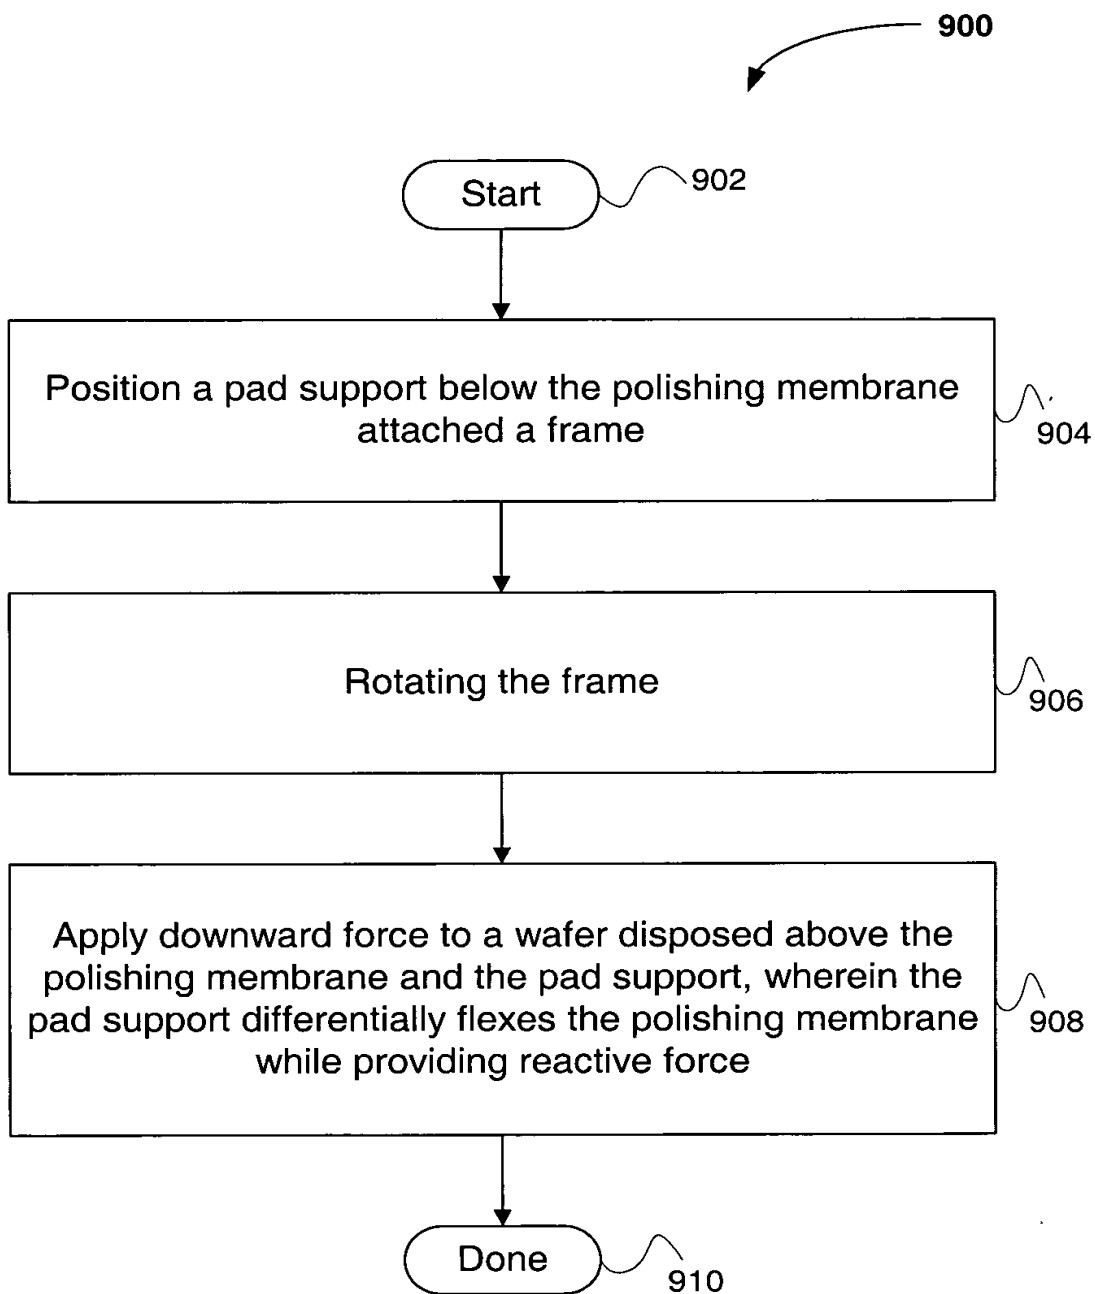 900
Start
902
Position a pad support below the polishing membrane
attached a frame
904
Rotating the frame
906
Apply downward force to a wafer disposed above the
polishing membrane and the pad support, wherein the
pad support differentially flexes the polishing membrane
while providing reactive force
908
Done
910